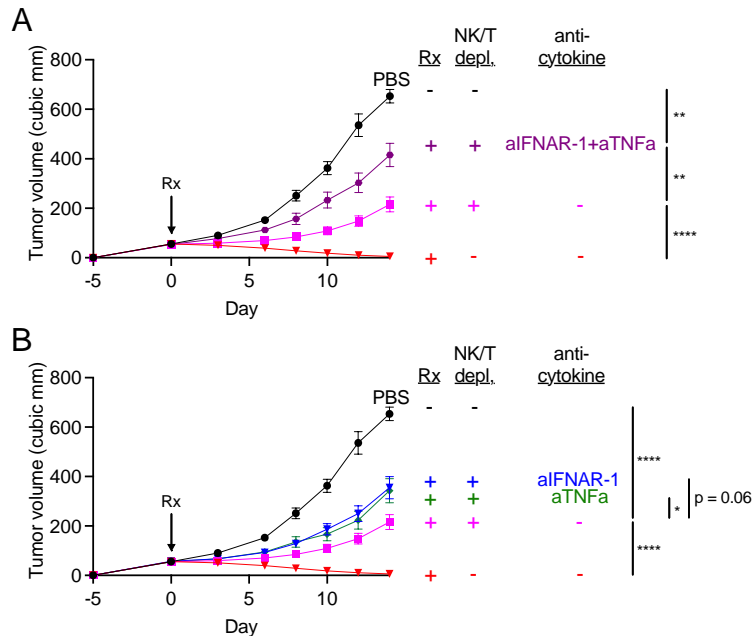 A
NK/T anti-
Rx depl, cytokine
PBS
- -
+ + aIFNAR-1+aTNFa
+ + -
+ - -
**
**
****
Tumor volume (cubic mm)
800
600
400
200
0
Rx
-5 0 5 10
Day
B
NK/T anti-
Rx depl, cytokine
PBS
- -
+ + aIFNAR-1
+ + aTNFa
+ + -
+ - -
****
* p = 0.06
****
Tumor volume (cubic mm)
800
600
400
200
0
Rx
-5 0 5 10
Day